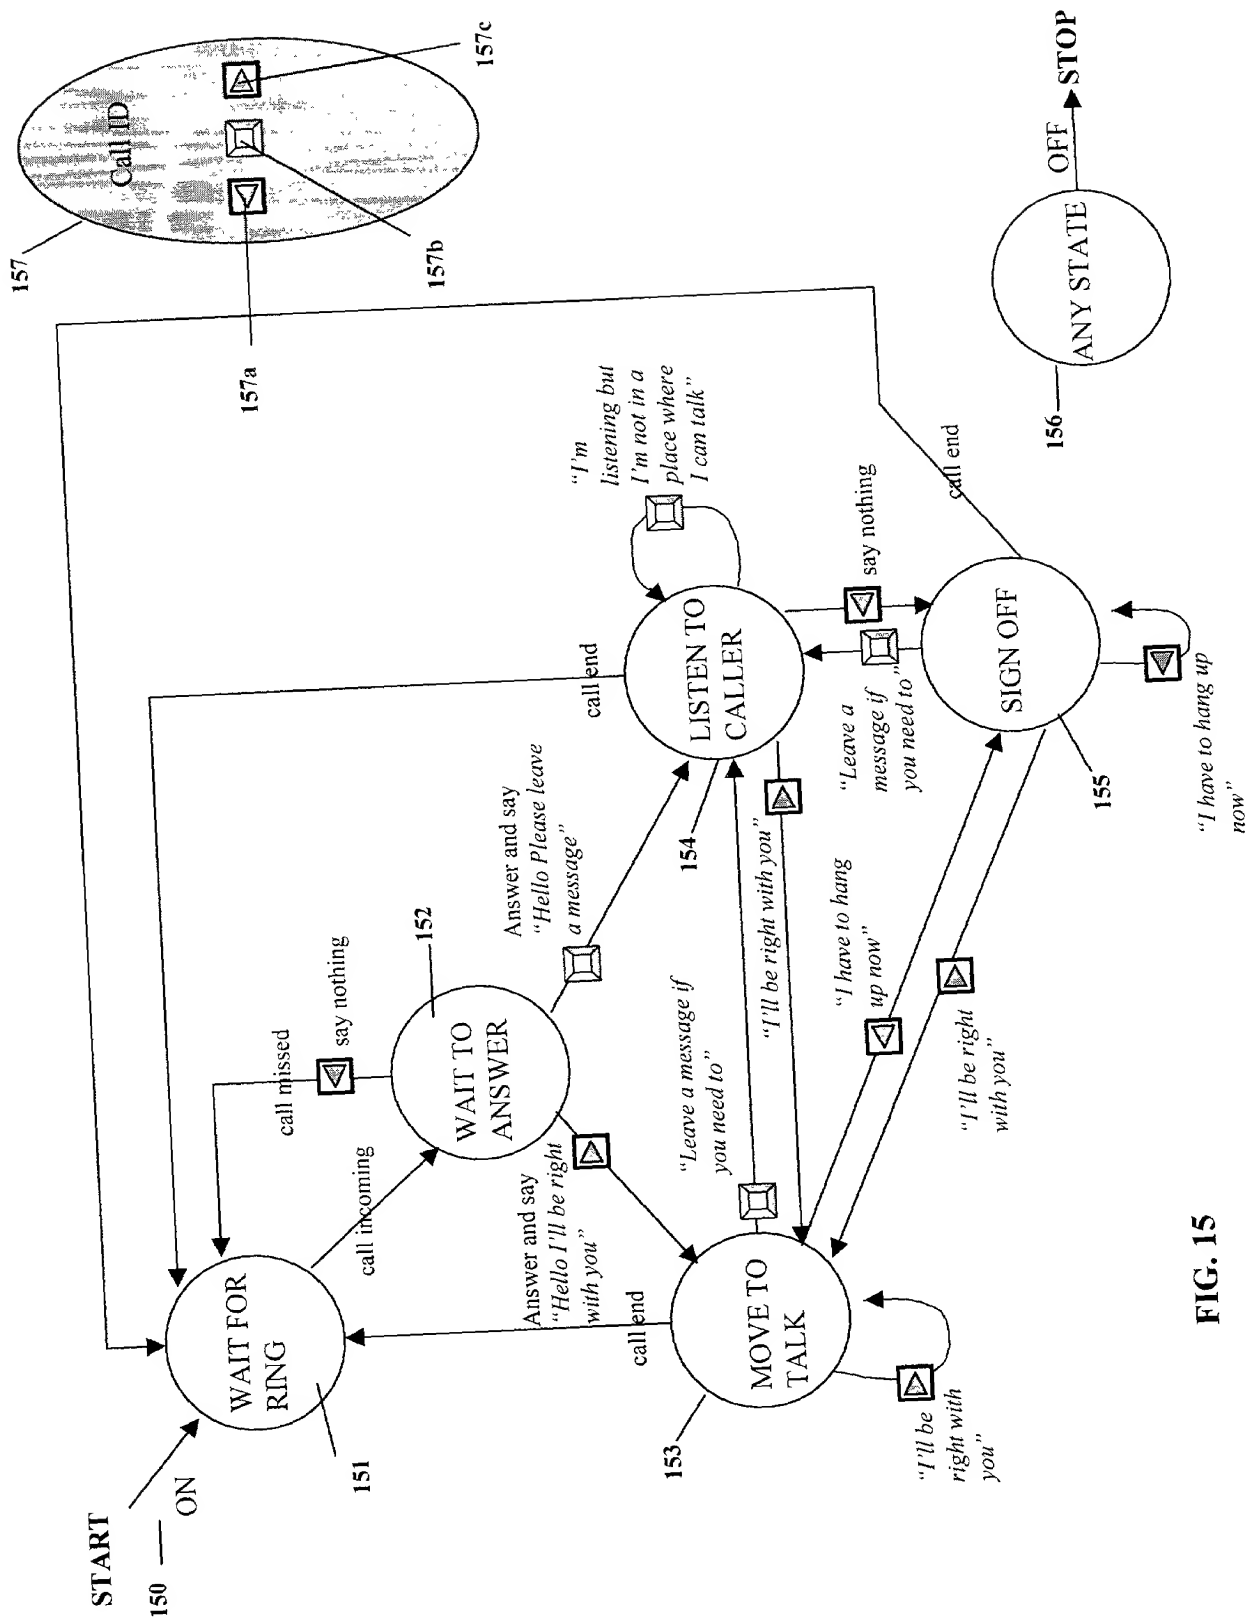 START
150
ON
WAIT FOR
RING
151
call incoming
call missed
say nothing
WAIT TO
ANSWER
152
Answer and say
“Hello Please leave
a message”
Answer and say
“Hello I'll be right
with you”
call end
call end
LISTEN TO
CALLER
154
“I'm
listening but
I'm not in a
place where
I can talk”
MOVE TO
TALK
153
“Leave a message if
you need to”
“I'll be right with you”
“I'll be
right with
you”
“I have to hang
up now”
“I'll be right
with you”
“Leave a
message if
you need to”
say nothing
SIGN OFF
155
call end
“I have to hang up
now”
157
Call ID
157a
157b
157c
ANY STATE
156
OFF
STOP
FIG. 15